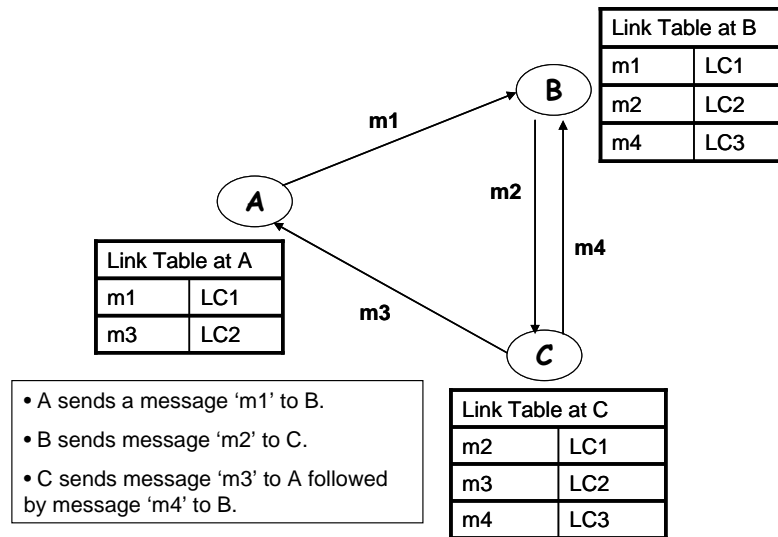 Link Table at B
m1 LC1
m2 LC2
m4 LC3
B
m1
A
m2
m4
Link Table at A
m1 LC1
m3 LC2
m3
C
• A sends a message ‘m1’ to B.
• B sends message ‘m2’ to C.
• C sends message ‘m3’ to A followed
by message ‘m4’ to B.
Link Table at C
m2 LC1
m3 LC2
m4 LC3